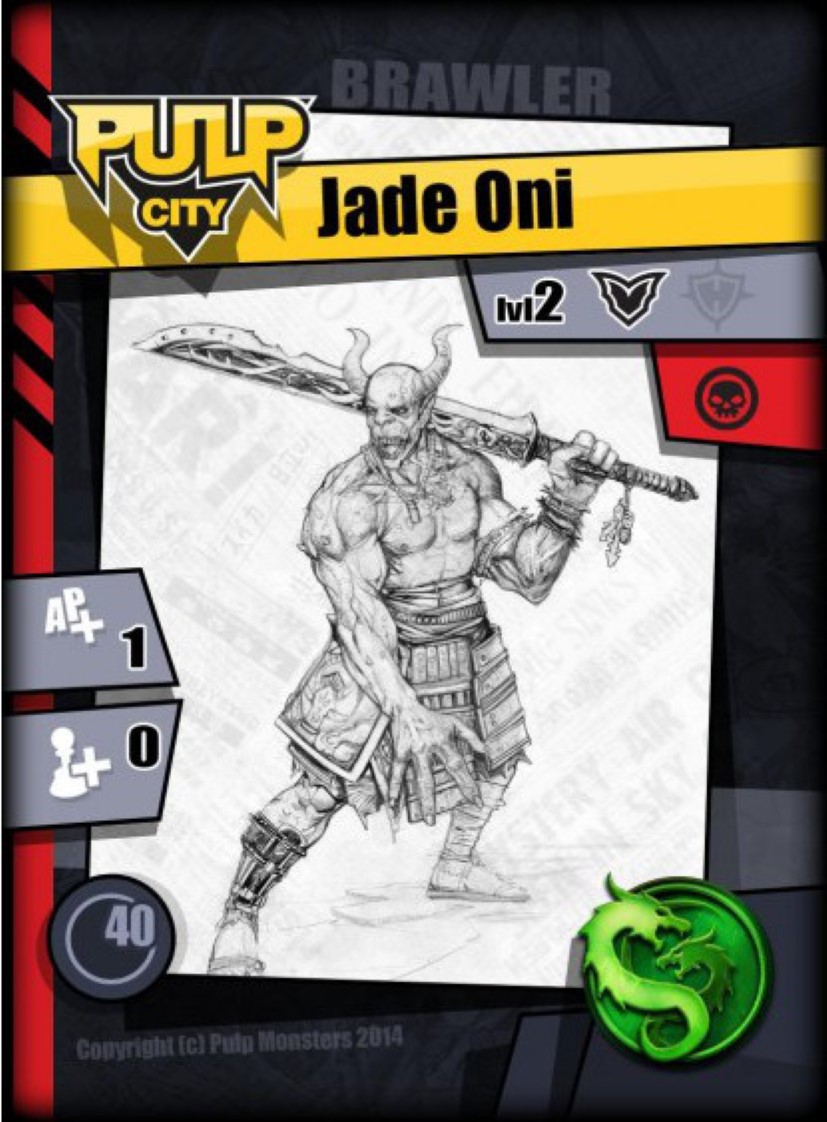 BRAWLER
PULP
CITY
Jade Oni
lvl2
AP+
1
+
0
40
Copyright (c) Pulp Monsters 2014